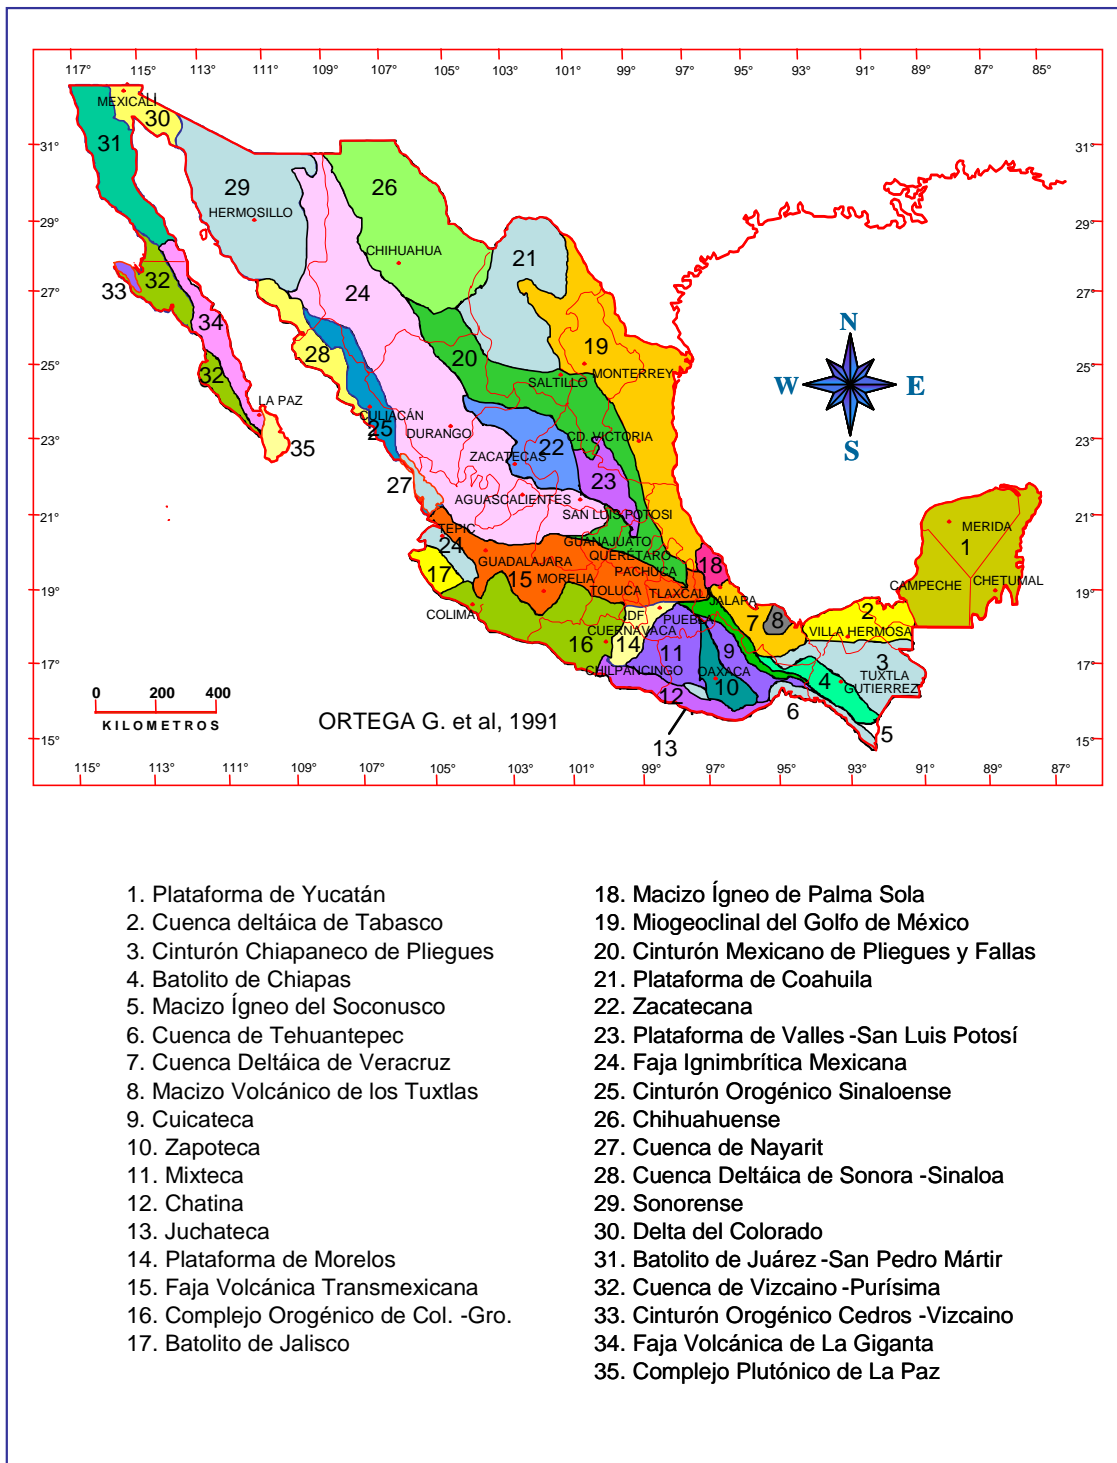 117° 115° 113° 111° 109° 107° 105° 103° 101° 99° 97° 95° 93° 91° 89° 87° 85°
MEXICALI
30
31
31° 31°
29
26
HERMOSILLO
29° 29°
CHIHUAHUA
21
32
33
24
27° 27°
34
N
28
20
19
25° 25°
32
SALTILLO
MONTERREY
W E
LA PAZ
CULIACÁN
25
DURANGO
CD. VICTORIA
23° 23°
35
ZACATECAS
22
S
27
23
AGUASCALIENTES
SAN LUIS POTOSI
21° 21°
TEPIC
24
GUANAJUATO
MERIDA
1
GUADALAJARA
QUERÉTARO
18
17
15
MORELIA
PACHUCA
CAMPECHE
CHETUMAL
19° 19°
TOLUCA
TLAXCAL
JALAPA
COLIMA
DF
PUEBLA
7
8
2
CUERNAVACA
VILLA HERMOSA
16
14
11
9
3
17° 17°
CHILPANCINGO
OAXACA
TUXTLA
GUTIERREZ
4
0 200 400
12
10
6
KILOMETROS
ORTEGA G. et al, 1991
13
5
15° 15°
115° 113° 111° 109° 107° 105° 103° 101° 99° 97° 95° 93° 91° 89° 87°
1. Plataforma de Yucatán
2. Cuenca deltáica de Tabasco
3. Cinturón Chiapaneco de Pliegues
4. Batolito de Chiapas
5. Macizo Ígneo del Soconusco
6. Cuenca de Tehuantepec
7. Cuenca Deltáica de Veracruz
8. Macizo Volcánico de los Tuxtlas
9. Cuicateca
10. Zapoteca
11. Mixteca
12. Chatina
13. Juchateca
14. Plataforma de Morelos
15. Faja Volcánica Transmexicana
16. Complejo Orogénico de Col. -Gro.
17. Batolito de Jalisco
18. Macizo Ígneo de Palma Sola
19. Miogeoclinal del Golfo de México
20. Cinturón Mexicano de Pliegues y Fallas
21. Plataforma de Coahuila
22. Zacatecana
23. Plataforma de Valles -San Luis Potosí
24. Faja Ignimbrítica Mexicana
25. Cinturón Orogénico Sinaloense
26. Chihuahuense
27. Cuenca de Nayarit
28. Cuenca Deltáica de Sonora -Sinaloa
29. Sonorense
30. Delta del Colorado
31. Batolito de Juárez -San Pedro Mártir
32. Cuenca de Vizcaino -Purísima
33. Cinturón Orogénico Cedros -Vizcaino
34. Faja Volcánica de La Giganta
35. Complejo Plutónico de La Paz